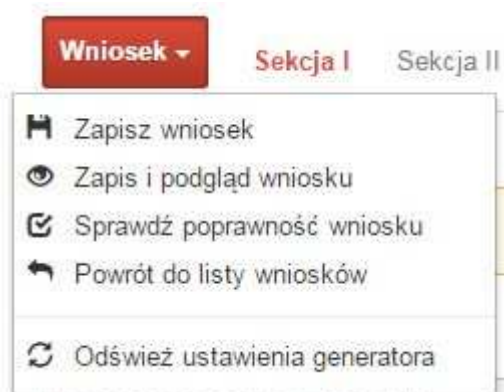 Wniosek Sekcja I Sekcja II
Zapisz wniosek
Zapis i podgląd wniosku
Sprawdź poprawność wniosku
Powrót do listy wniosków
Odśwież ustawienia generatora